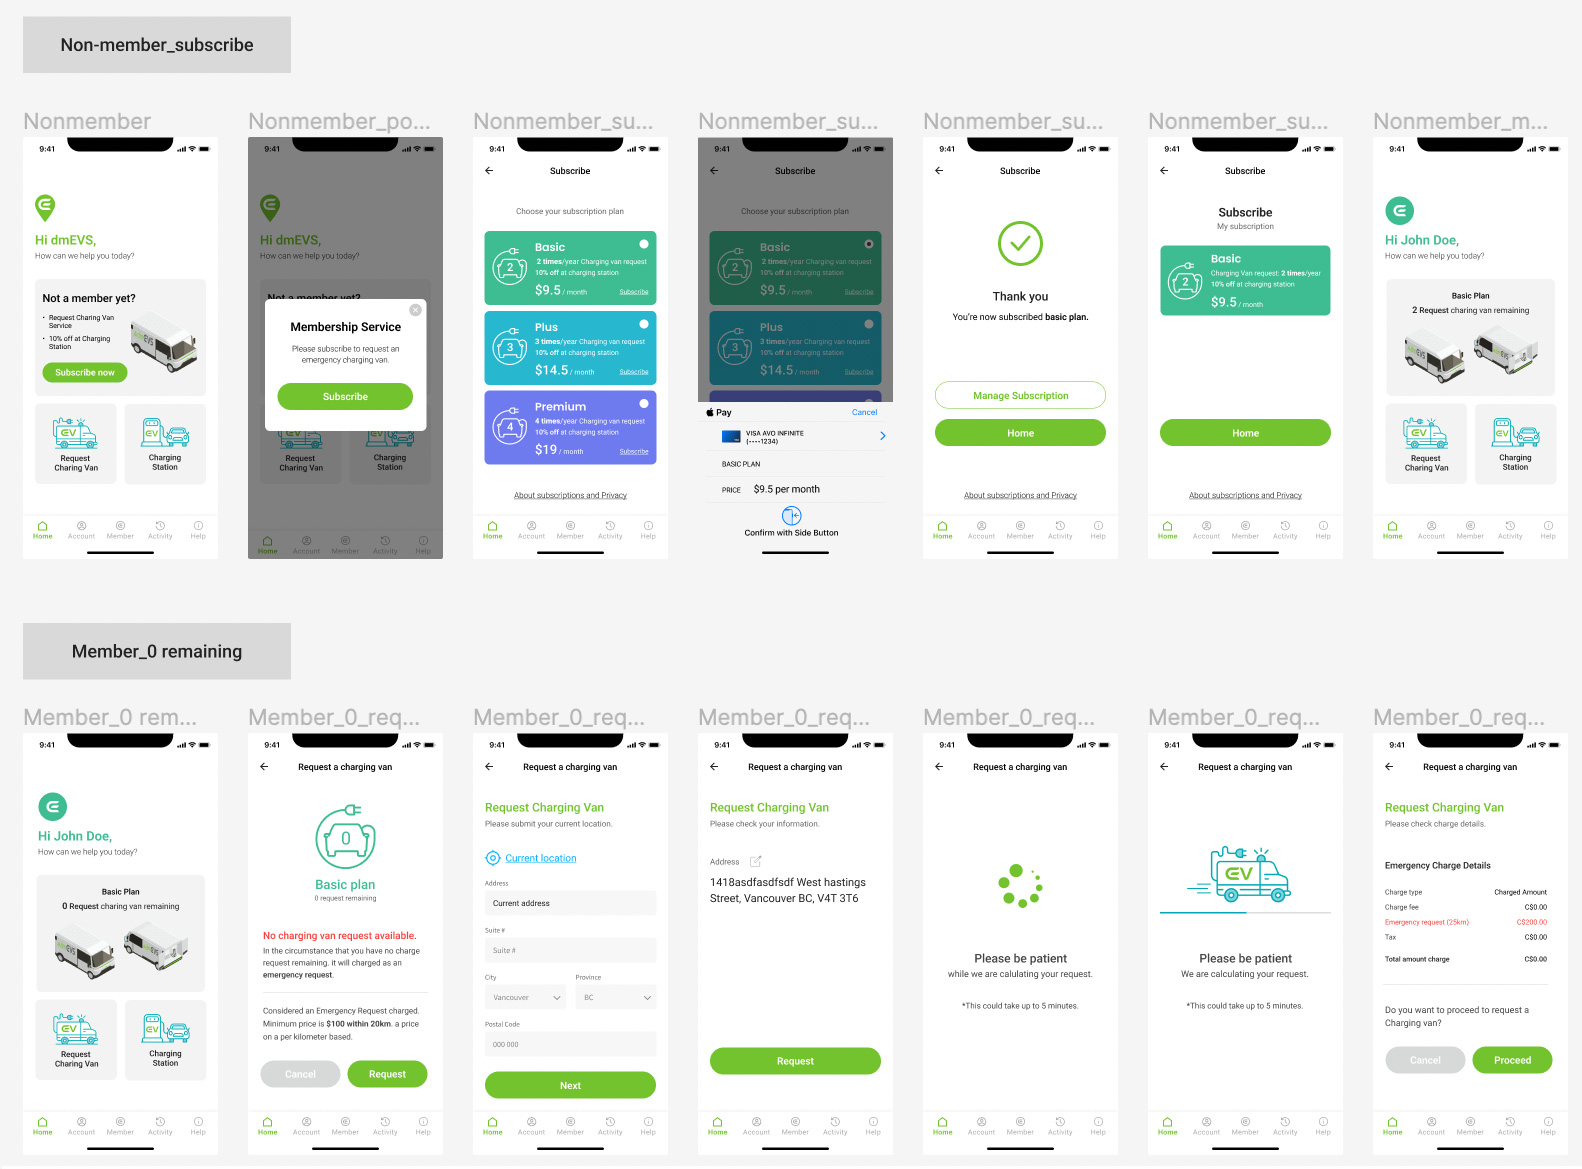 Non-member_subscribe
Nonmember
Nonmember_po...
Nonmember_su...
Nonmember_su...
Nonmember_su...
Nonmember_su...
Nonmember_m...
9:41
Hi dmEVS,
How can we help you today?
Not a member yet?
• Request Charing Van
Service
• 10% off at Charging
Station
Subscribe now
EV
Request
Charing Van
EV
Charging
Station
Home
Account
Member
Activity
Help
9:41
Hi dmEVS,
How can we help you today?
Not a member yet?
Membership Service
Please subscribe to request an
emergency charging van.
Subscribe
Request
Charing Van
Charging
Station
Home
Account
Member
Activity
Help
9:41
Subscribe
Choose your subscription plan
2
Basic
2 times/year Charging van request
10% off at charging station
$9.5 / month
Subscribe
3
Plus
3 times/year Charging van request
10% off at charging station
$14.5 / month
Subscribe
4
Premium
4 times/year Charging van request
10% off at charging station
$19 / month
Subscribe
About subscriptions and Privacy
Home
Account
Member
Activity
Help
9:41
Subscribe
Choose your subscription plan
2
Basic
2 times/year Charging van request
10% off at charging station
$9.5 / month
Subscribe
3
Plus
3 times/year Charging van request
10% off at charging station
$14.5 / month
Subscribe
Pay
Cancel
VISA AVO INFINITE
(••••1234)
BASIC PLAN
PRICE $9.5 per month
Confirm with Side Button
9:41
Subscribe
Thank you
You're now subscribed basic plan.
Manage Subscription
Home
About subscriptions and Privacy
Home
Account
Member
Activity
Help
9:41
Subscribe
Subscribe
My subscription
2
Basic
Charging Van request: 2 times/year
10% off at charging station
$9.5 / month
Home
About subscriptions and Privacy
Home
Account
Member
Activity
Help
9:41
Hi John Doe,
How can we help you today?
Basic Plan
2 Request charing van remaining
EV
Request
Charing Van
EV
Charging
Station
Home
Account
Member
Activity
Help
Member_0 remaining
Member_0 rem...
Member_0_req...
Member_0_req...
Member_0_req...
Member_0_req...
Member_0_req...
Member_0_req...
9:41
Hi John Doe,
How can we help you today?
Basic Plan
0 Request charing van remaining
EV
Request
Charing Van
EV
Charging
Station
Home
Account
Member
Activity
Help
9:41
Request a charging van
0
Basic plan
0 request remaining
No charging van request available.
In the circumstance that you have no charge
request remaining. it will charged as an
emergency request.
Considered an Emergency Request charged.
Minimum price is $100 within 20km. a price
on a per kilometer based.
Cancel
Request
Home
Account
Member
Activity
Help
9:41
Request a charging van
Request Charging Van
Please submit your current location.
Current location
Address
Current address
Suite #
Suite #
City
Province
Vancouver
BC
Postal Code
000 000
Next
Home
Account
Member
Activity
Help
9:41
Request a charging van
Request Charging Van
Please check your information.
Address
1418asdfasdfsdf West hastings
Street, Vancouver BC, V4T 3T6
Request
Home
Account
Member
Activity
Help
9:41
Request a charging van
Please be patient
while we are calulating your request.
*This could take up to 5 minutes.
Home
Account
Member
Activity
Help
9:41
Request a charging van
EV
Please be patient
We are calculating your request.
*This could take up to 5 minutes.
Home
Account
Member
Activity
Help
9:41
Request a charging van
Request Charging Van
Please check charge details.
Emergency Charge Details
Charge type Charged Amount
Charge fee C$0.00
Emergency request (25km) C$200.00
Tax C$0.00
Total amount charge C$0.00
Do you want to proceed to request a
Charging van?
Cancel
Proceed
Home
Account
Member
Activity
Help